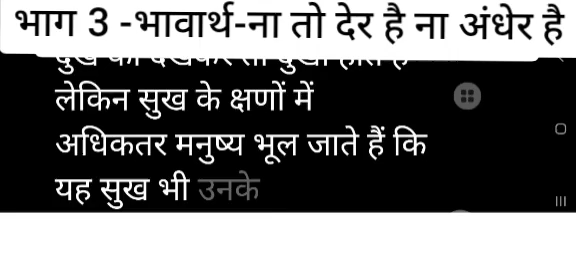 भाग 3 -भावार्थ-ना तो देर है ना अंधेर है
लेकिन सुख के क्षणों में
अधिकतर मनुष्य भूल जाते हैं कि
यह सुख भी उनके